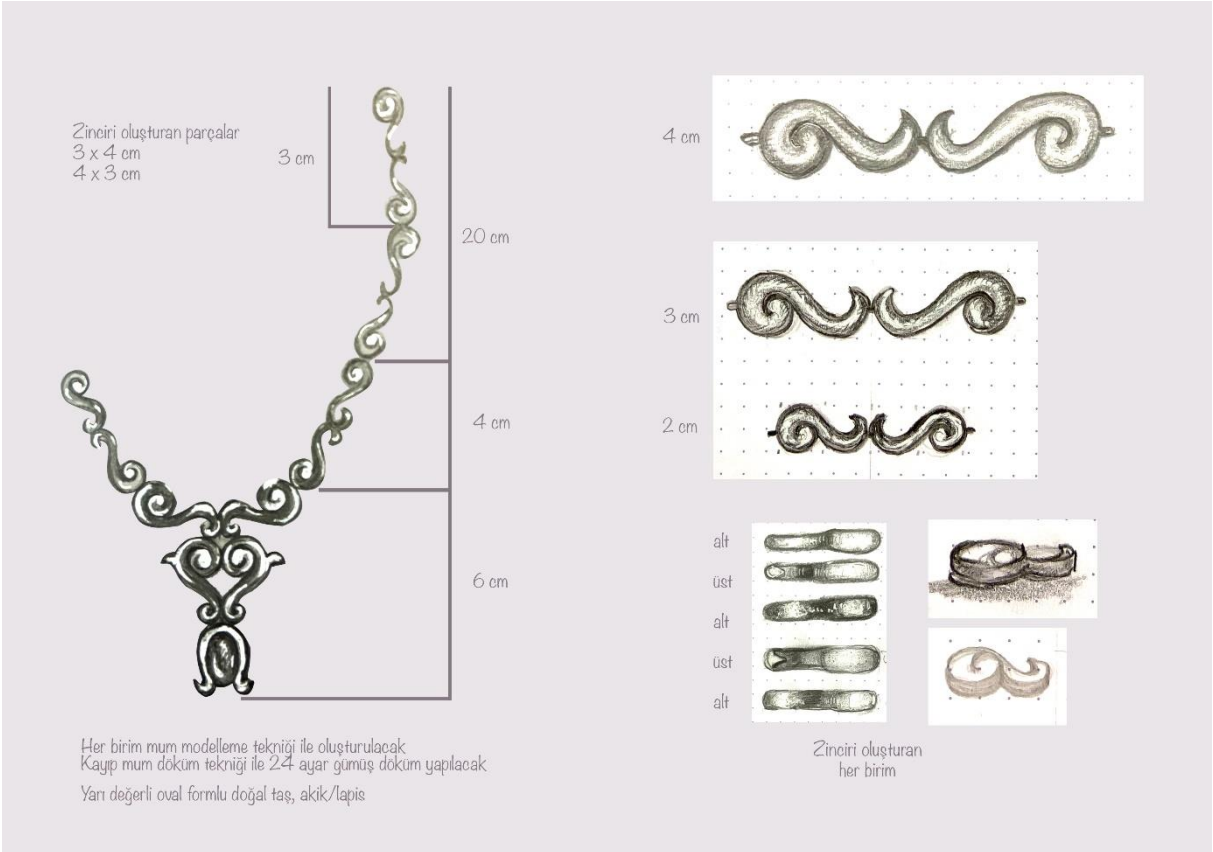 Zinciri oluşturan parçalar
3 x 4 cm
4 x 3 cm
3 cm
20 cm
4 cm
6 cm
Her birim mum modelleme tekniği ile oluşturulacak
Kayıp mum döküm tekniği ile 24 ayar gümüş döküm yapılacak
Yarı değerli oval formlu doğal taş, akik/lapis
4 cm
3 cm
2 cm
alt
üst
alt
üst
alt
Zinciri oluşturan
her birim